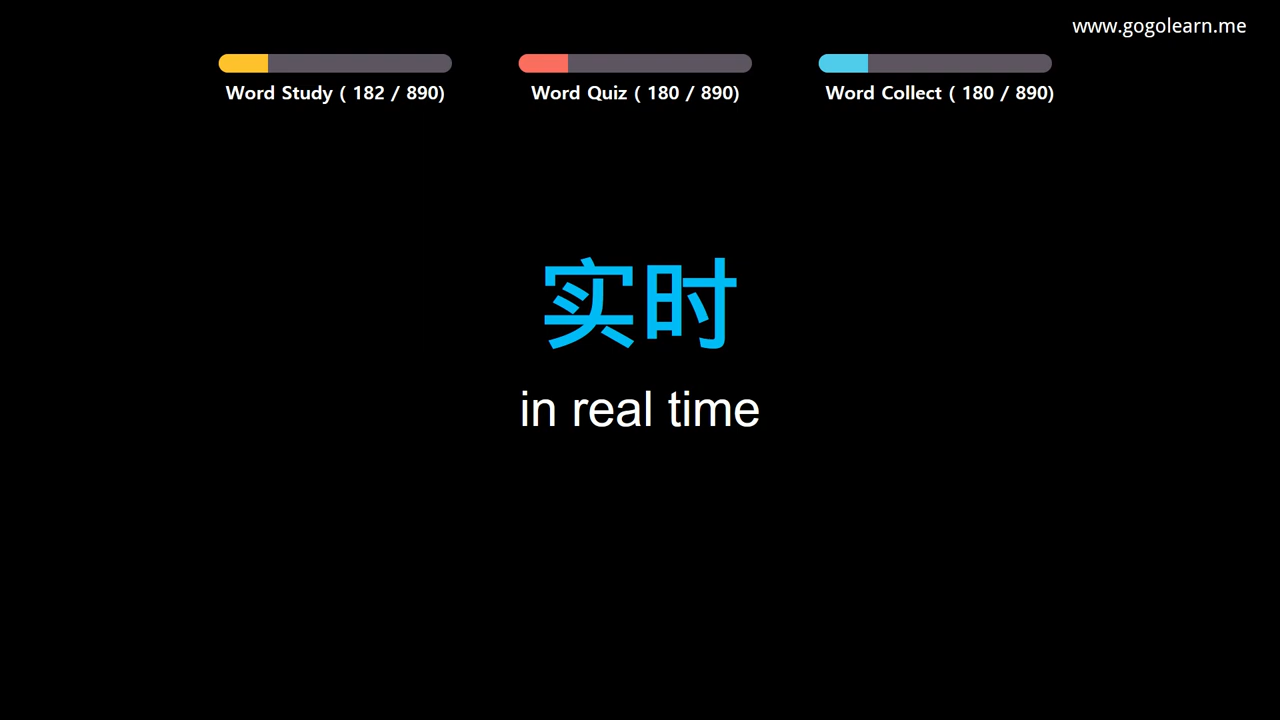 www.gogolearn.me
Word Study ( 182 / 890)
Word Quiz ( 180 / 890)
Word Collect ( 180 / 890)
实时
in real time